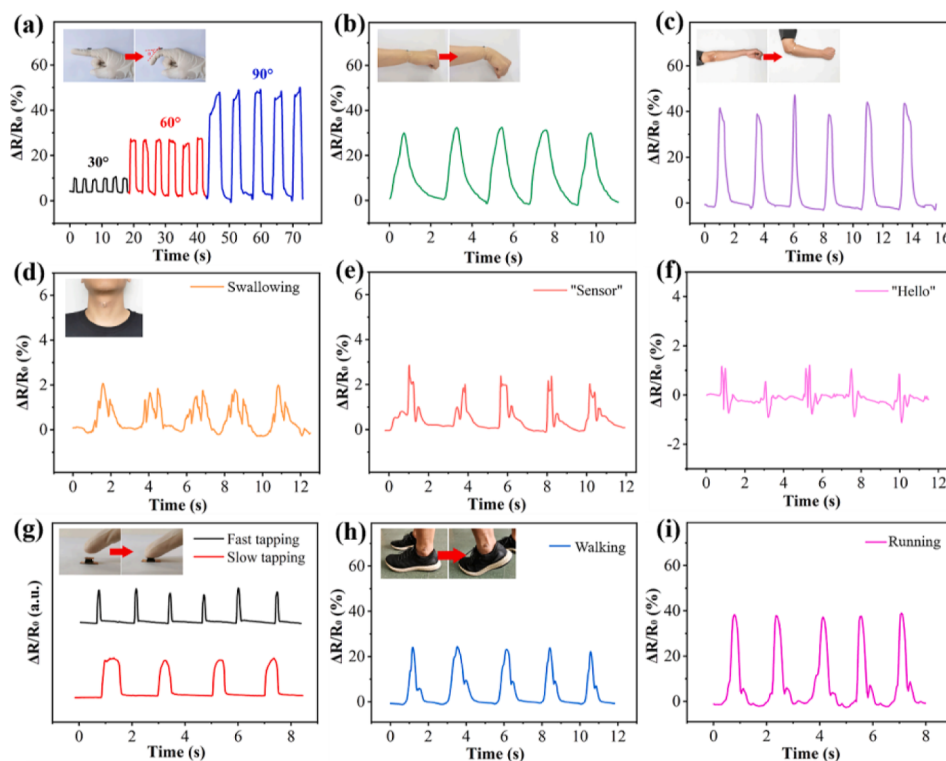 (a)
ΔR/R₀ (%)
60
40
20
0
30°
60°
90°
0 10 20 30 40 50 60 70
Time (s)
(b)
ΔR/R₀ (%)
60
40
20
0
0 2 4 6 8 10
Time (s)
(c)
ΔR/R₀ (%)
60
40
20
0
0 2 4 6 8 10 12 14 16
Time (s)
(d)
ΔR/R₀ (%)
Swallowing
6
4
2
0
0 2 4 6 8 10 12
Time (s)
(e)
ΔR/R₀ (%)
"Sensor"
6
4
2
0
0 2 4 6 8 10 12
Time (s)
(f)
ΔR/R₀ (%)
"Hello"
4
2
0
-2
0 2 4 6 8 10 12
Time (s)
(g)
ΔR/R₀ (a.u.)
Fast tapping
Slow tapping
0 2 4 6 8
Time (s)
(h)
ΔR/R₀ (%)
Walking
60
40
20
0
0 2 4 6 8 10 12
Time (s)
(i)
ΔR/R₀ (%)
Running
60
40
20
0
0 2 4 6 8
Time (s)